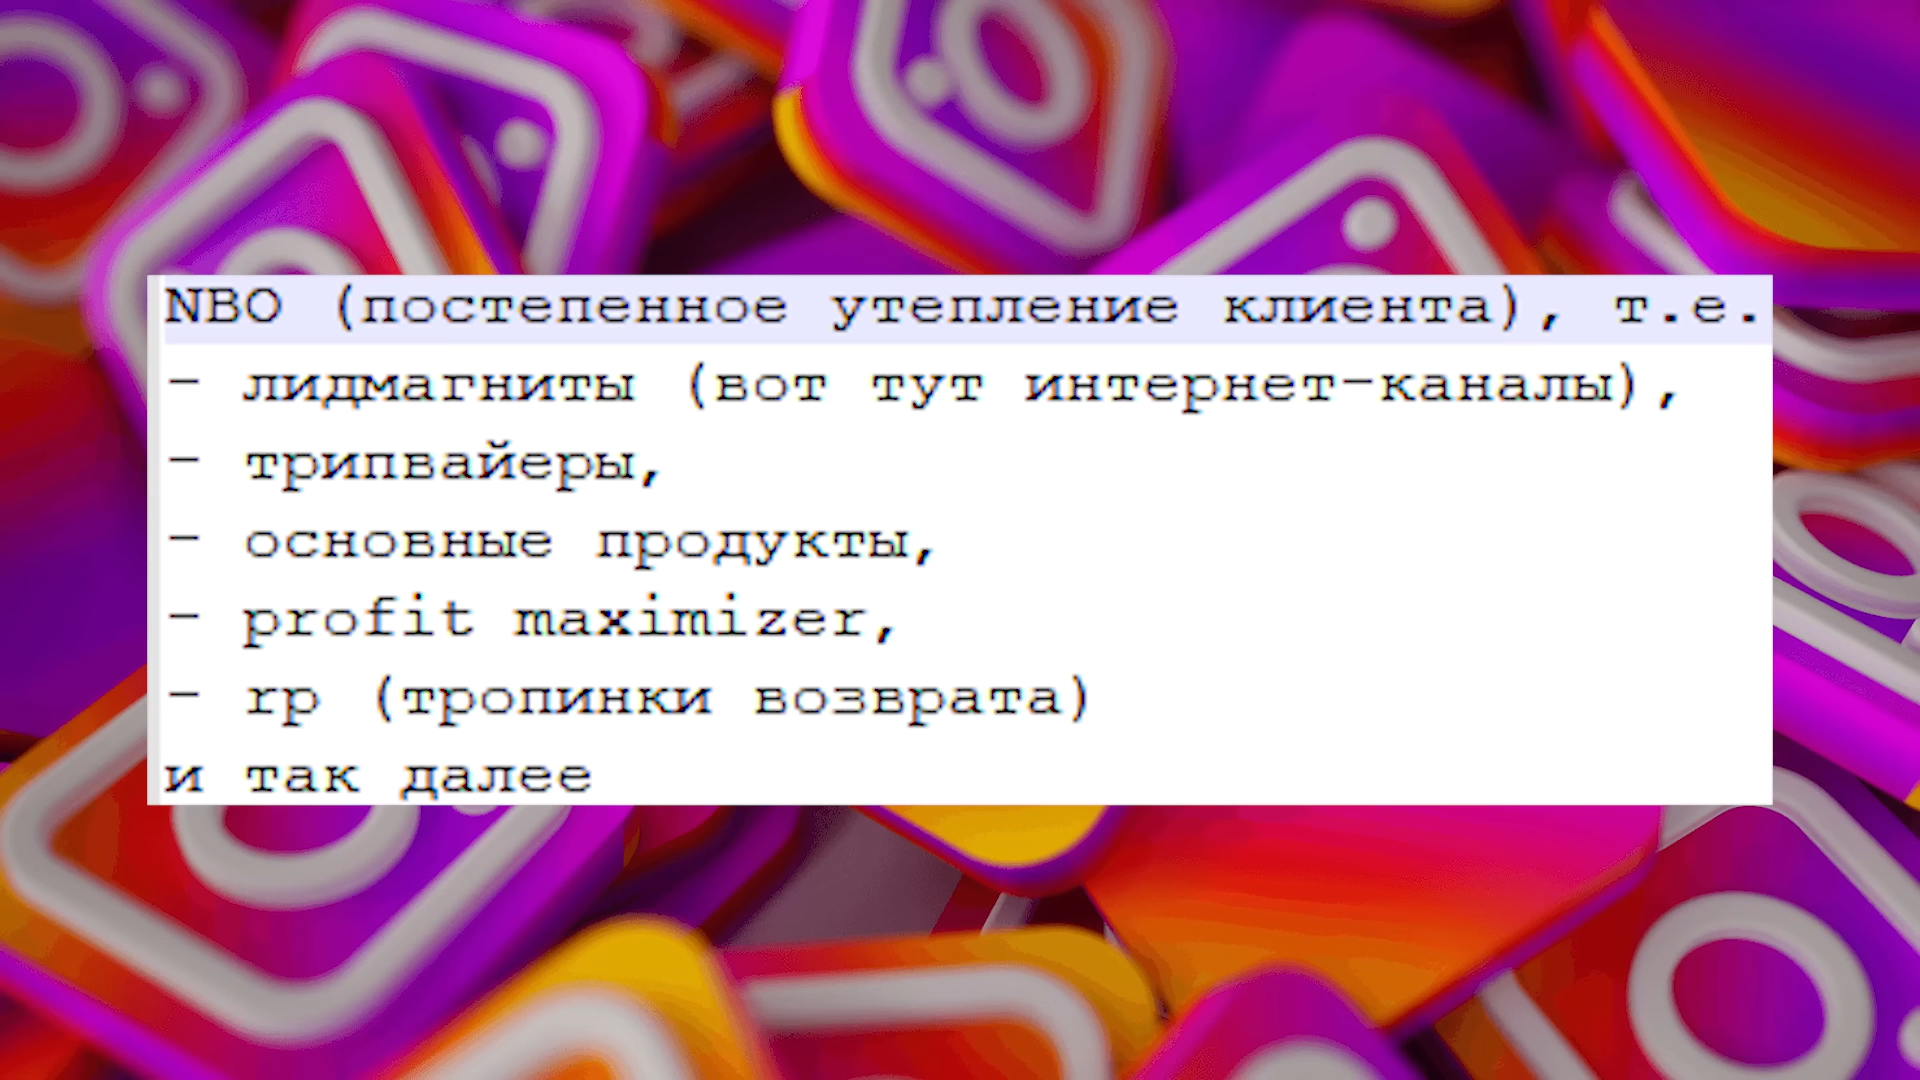 NBO (постепенное утепление клиента), т.е.
- лидмагниты (вот тут интернет-каналы),
- трипвайеры,
- основные продукты,
- profit maximizer,
- rp (тропинки возврата)
и так далее